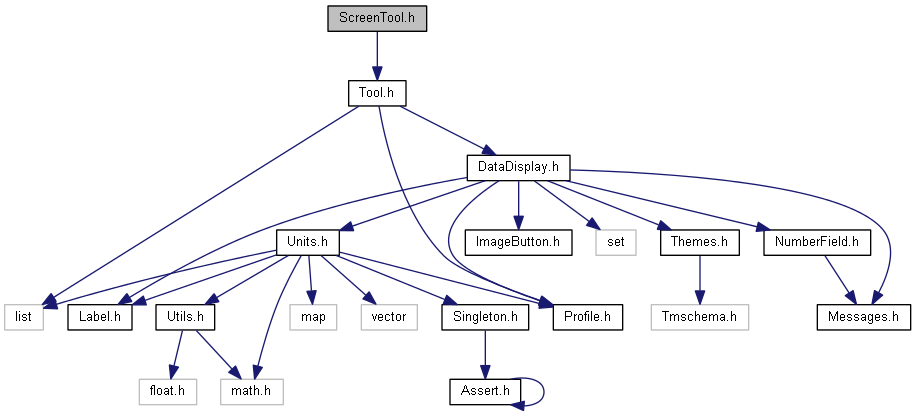 ScreenTool.h
Tool.h
DataDisplay.h
Units.h
ImageButton.h
set
Themes.h
NumberField.h
list
Label.h
Utils.h
map
vector
Singleton.h
Profile.h
Tmschema.h
Messages.h
float.h
math.h
Assert.h